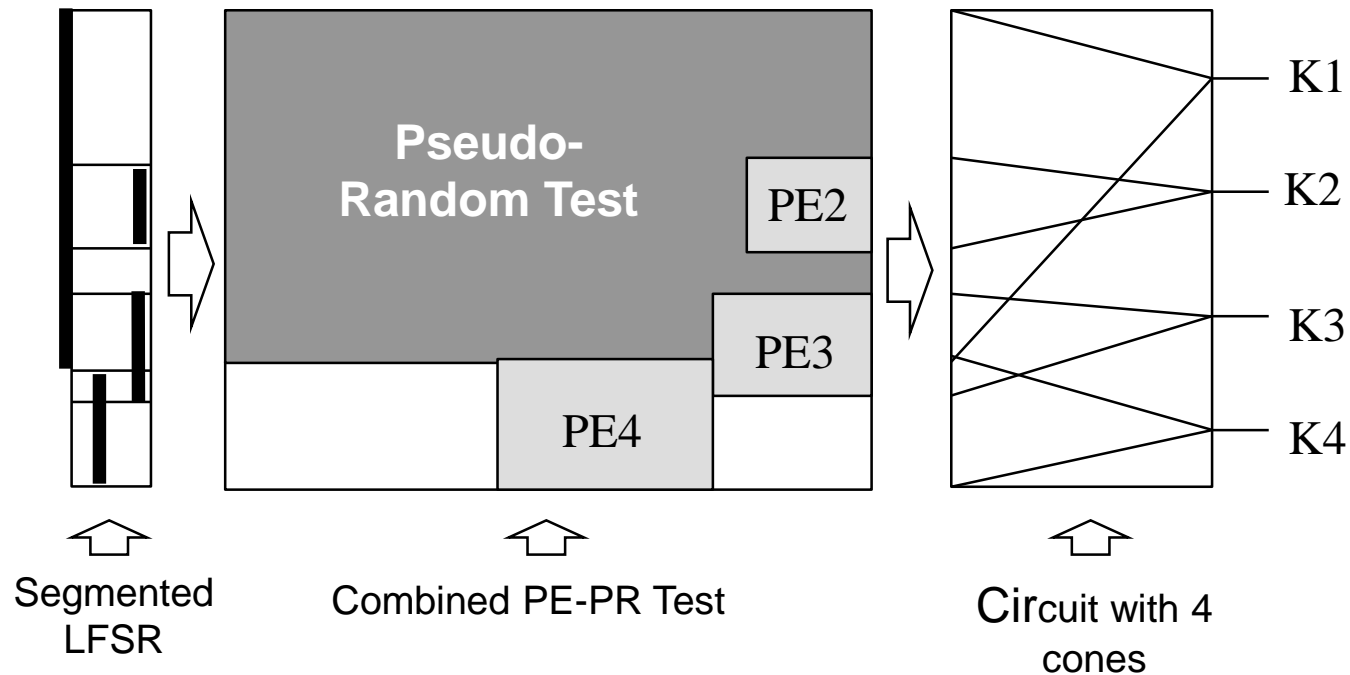 Pseudo-
Random Test
PE2
PE3
PE4
K1
K2
K3
K4
Segmented
LFSR
Combined PE-PR Test
Circuit with 4
cones